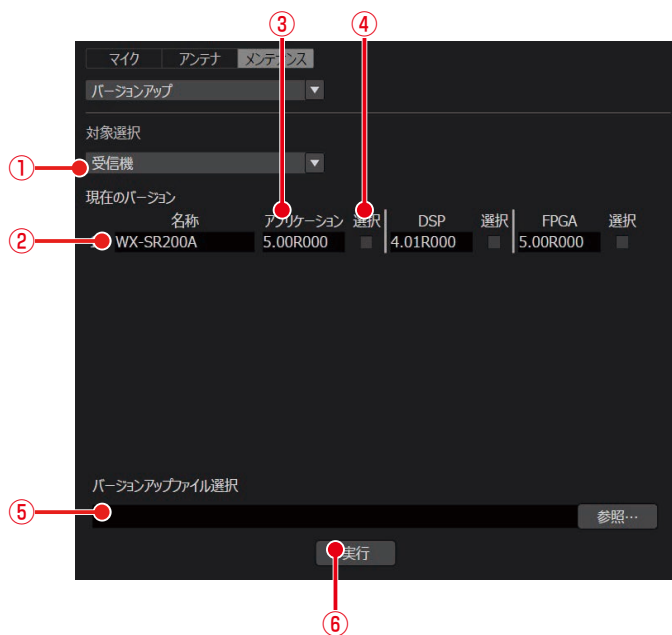 ③ ④
マイク アンテナ メンテナンス
バージョンアップ
対象選択
① 受信機
現在のバージョン
名称 アプリケーション 選択 DSP 選択 FPGA 選択
② WX-SR200A 5.00R000 4.01R000 5.00R000
バージョンアップファイル選択
⑤ 参照…
実行
⑥